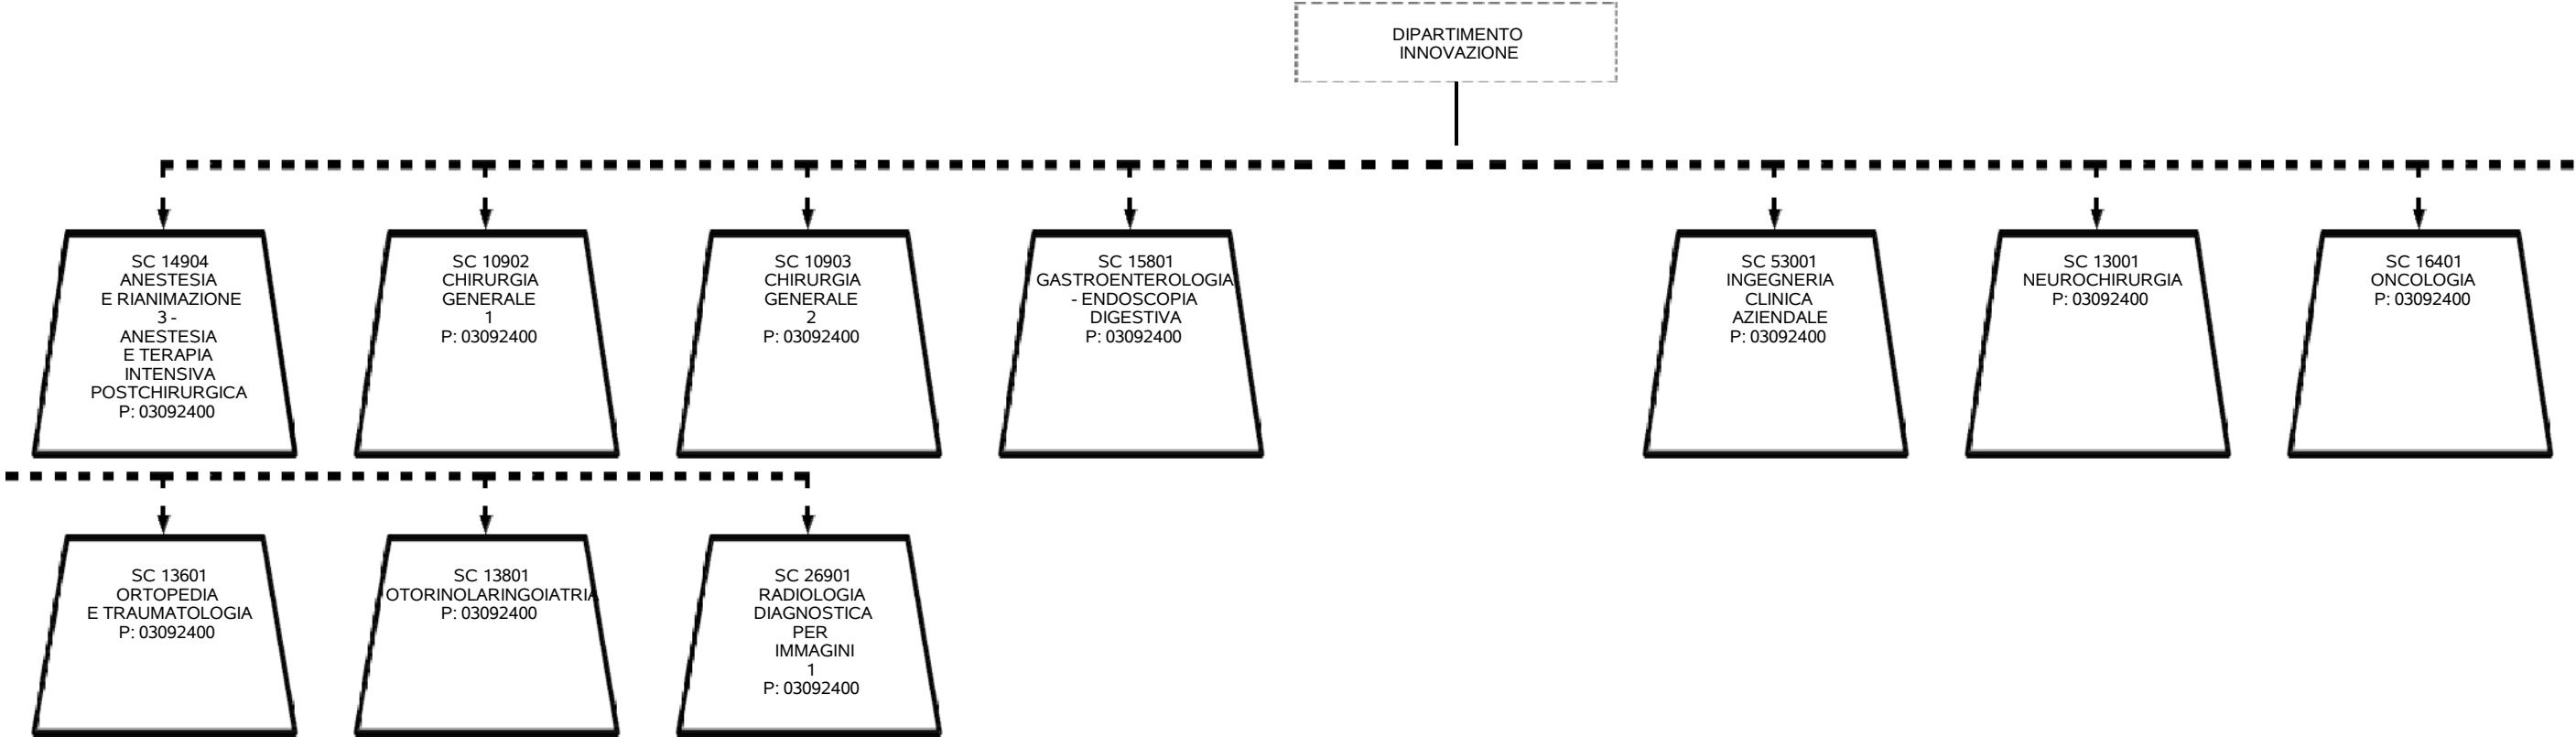 DIPARTIMENTO
INNOVAZIONE
SC 14904
ANESTESIA
E RIANIMAZIONE
3 -
ANESTESIA
E TERAPIA
INTENSIVA
POSTCHIRURGICA
P: 03092400
SC 10902
CHIRURGIA
GENERALE
1
P: 03092400
SC 10903
CHIRURGIA
GENERALE
2
P: 03092400
SC 15801
GASTROENTEROLOGIA
- ENDOSCOPIA
DIGESTIVA
P: 03092400
SC 53001
INGEGNERIA
CLINICA
AZIENDALE
P: 03092400
SC 13001
NEUROCHIRURGIA
P: 03092400
SC 16401
ONCOLOGIA
P: 03092400
SC 13601
ORTOPEDIA
E TRAUMATOLOGIA
P: 03092400
SC 13801
OTORINOLARINGOIATRIA
P: 03092400
SC 26901
RADIOLOGIA
DIAGNOSTICA
PER
IMMAGINI
1
P: 03092400